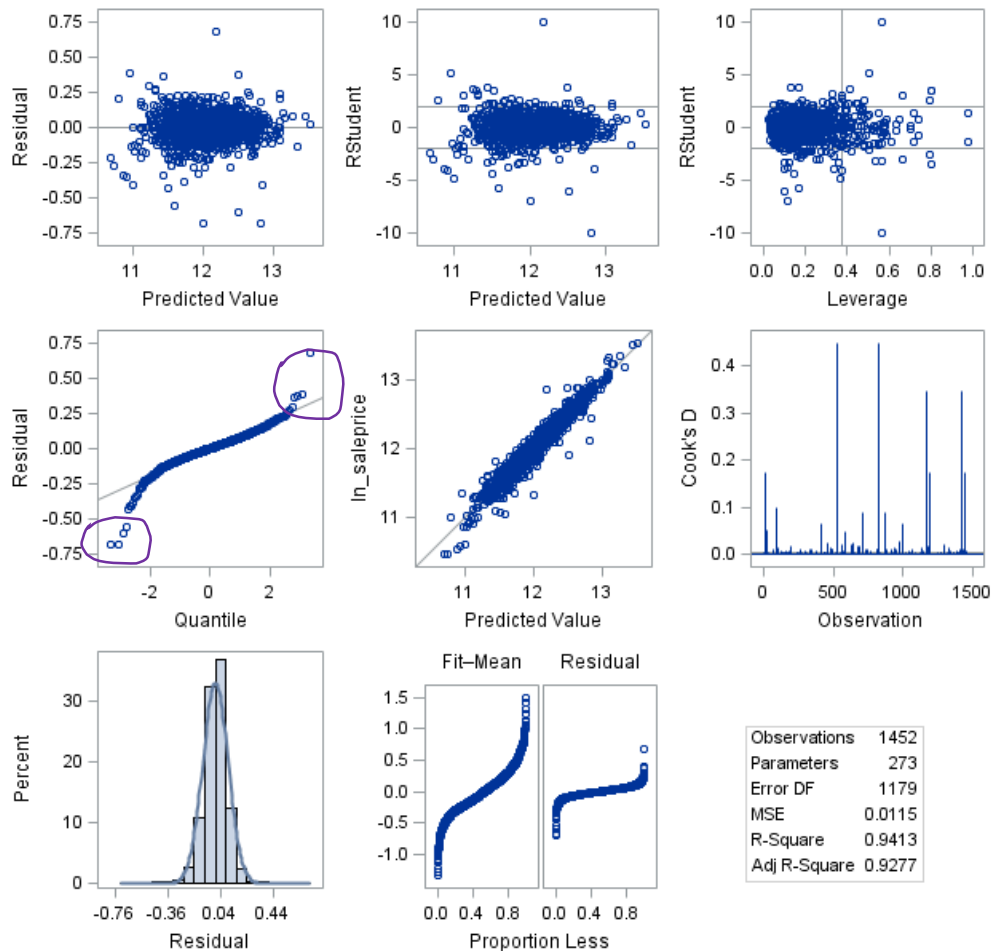 0.75
0.50
0.25
0.00
-0.25
-0.50
-0.75
Residual
11 12 13
Predicted Value
10
5
0
-5
-10
RStudent
11 12 13
Predicted Value
10
5
0
-5
-10
RStudent
0.0 0.2 0.4 0.6 0.8 1.0
Leverage
0.75
0.50
0.25
0.00
-0.25
-0.50
-0.75
Residual
-2 0 2
Quantile
13
12
11
ln_saleprice
11 12 13
Predicted Value
0.4
0.3
0.2
0.1
0.0
Cook's D
0 500 1000 1500
Observation
30
20
10
0
Percent
-0.76 -0.36 0.04 0.44
Residual
Fit–Mean Residual
1.5
1.0
0.5
0.0
-0.5
-1.0
0.0 0.4 0.8 0.0 0.4 0.8
Proportion Less
Observations 1452
Parameters 273
Error DF 1179
MSE 0.0115
R-Square 0.9413
Adj R-Square 0.9277